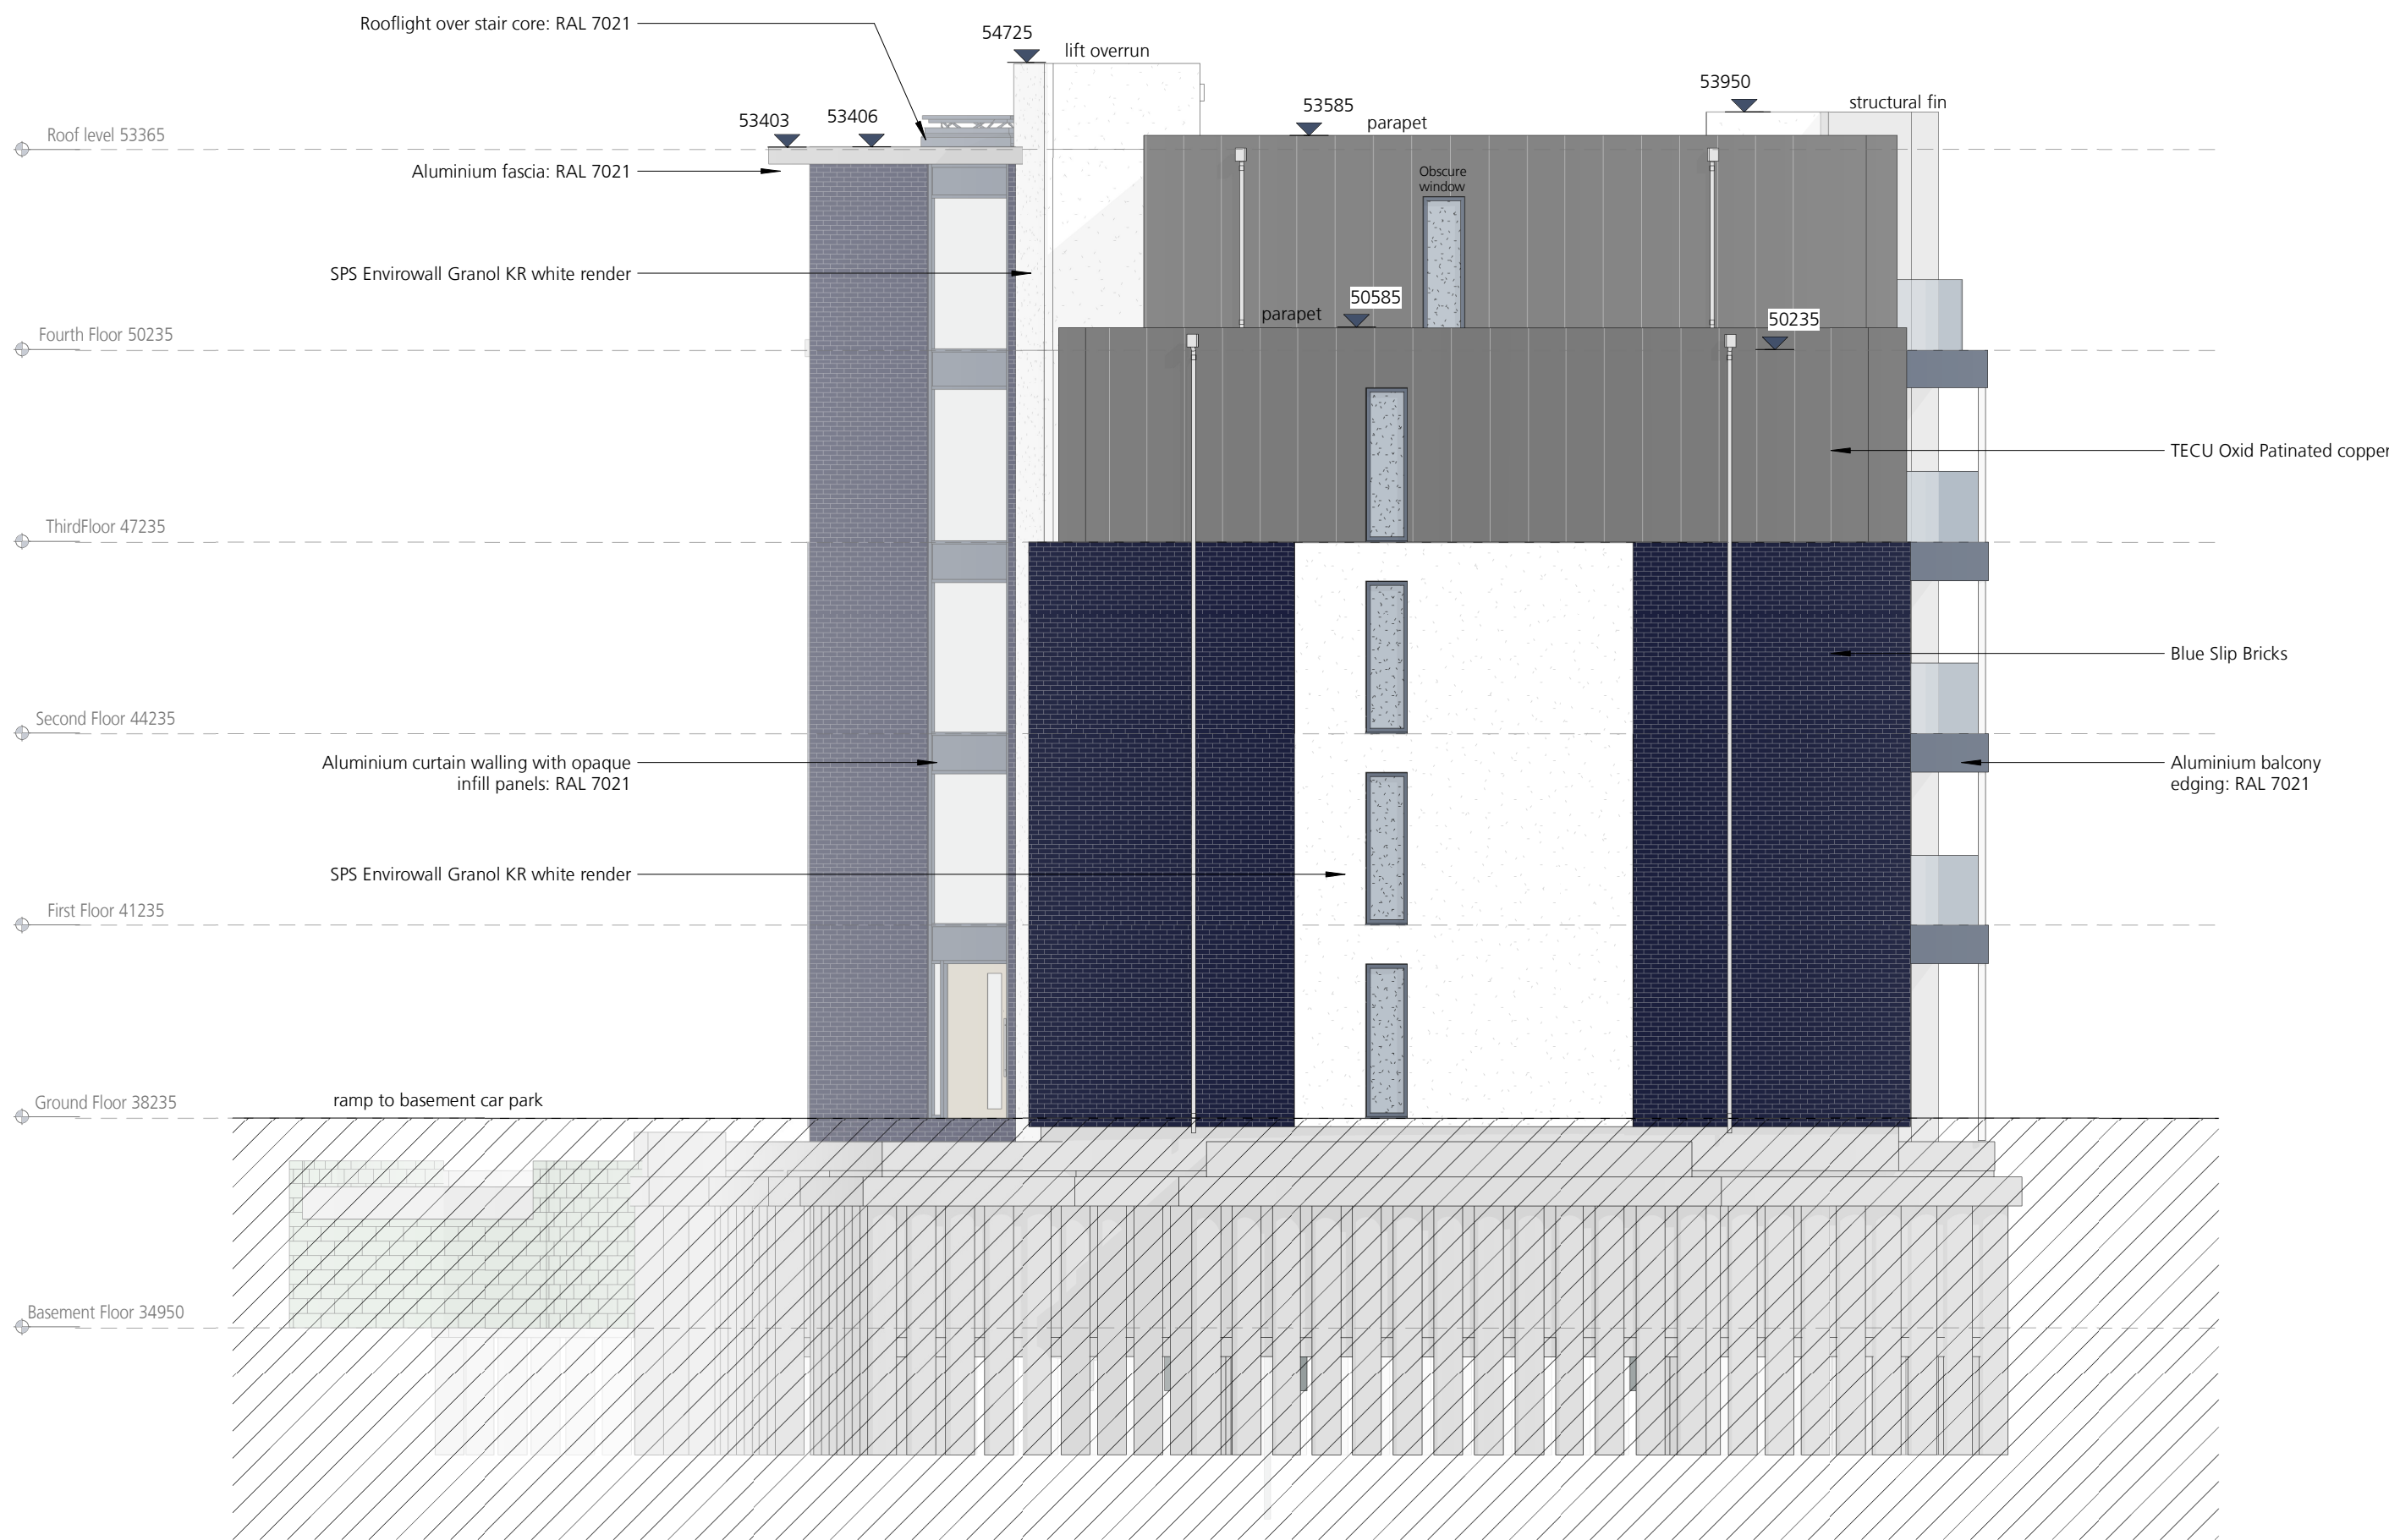 Rooflight over stair core: RAL 7021
54725
lift overrun
53950
structural fin
53585
parapet
53403
53406
Roof level 53365
Aluminium fascia: RAL 7021
Obscure
window
SPS Envirowall Granol KR white render
50585
parapet
50235
Fourth Floor 50235
TECU Oxid Patinated copper
ThirdFloor 47235
Blue Slip Bricks
Second Floor 44235
Aluminium curtain walling with opaque
infill panels: RAL 7021
Aluminium balcony
edging: RAL 7021
SPS Envirowall Granol KR white render
First Floor 41235
Ground Floor 38235
ramp to basement car park
Basement Floor 34950